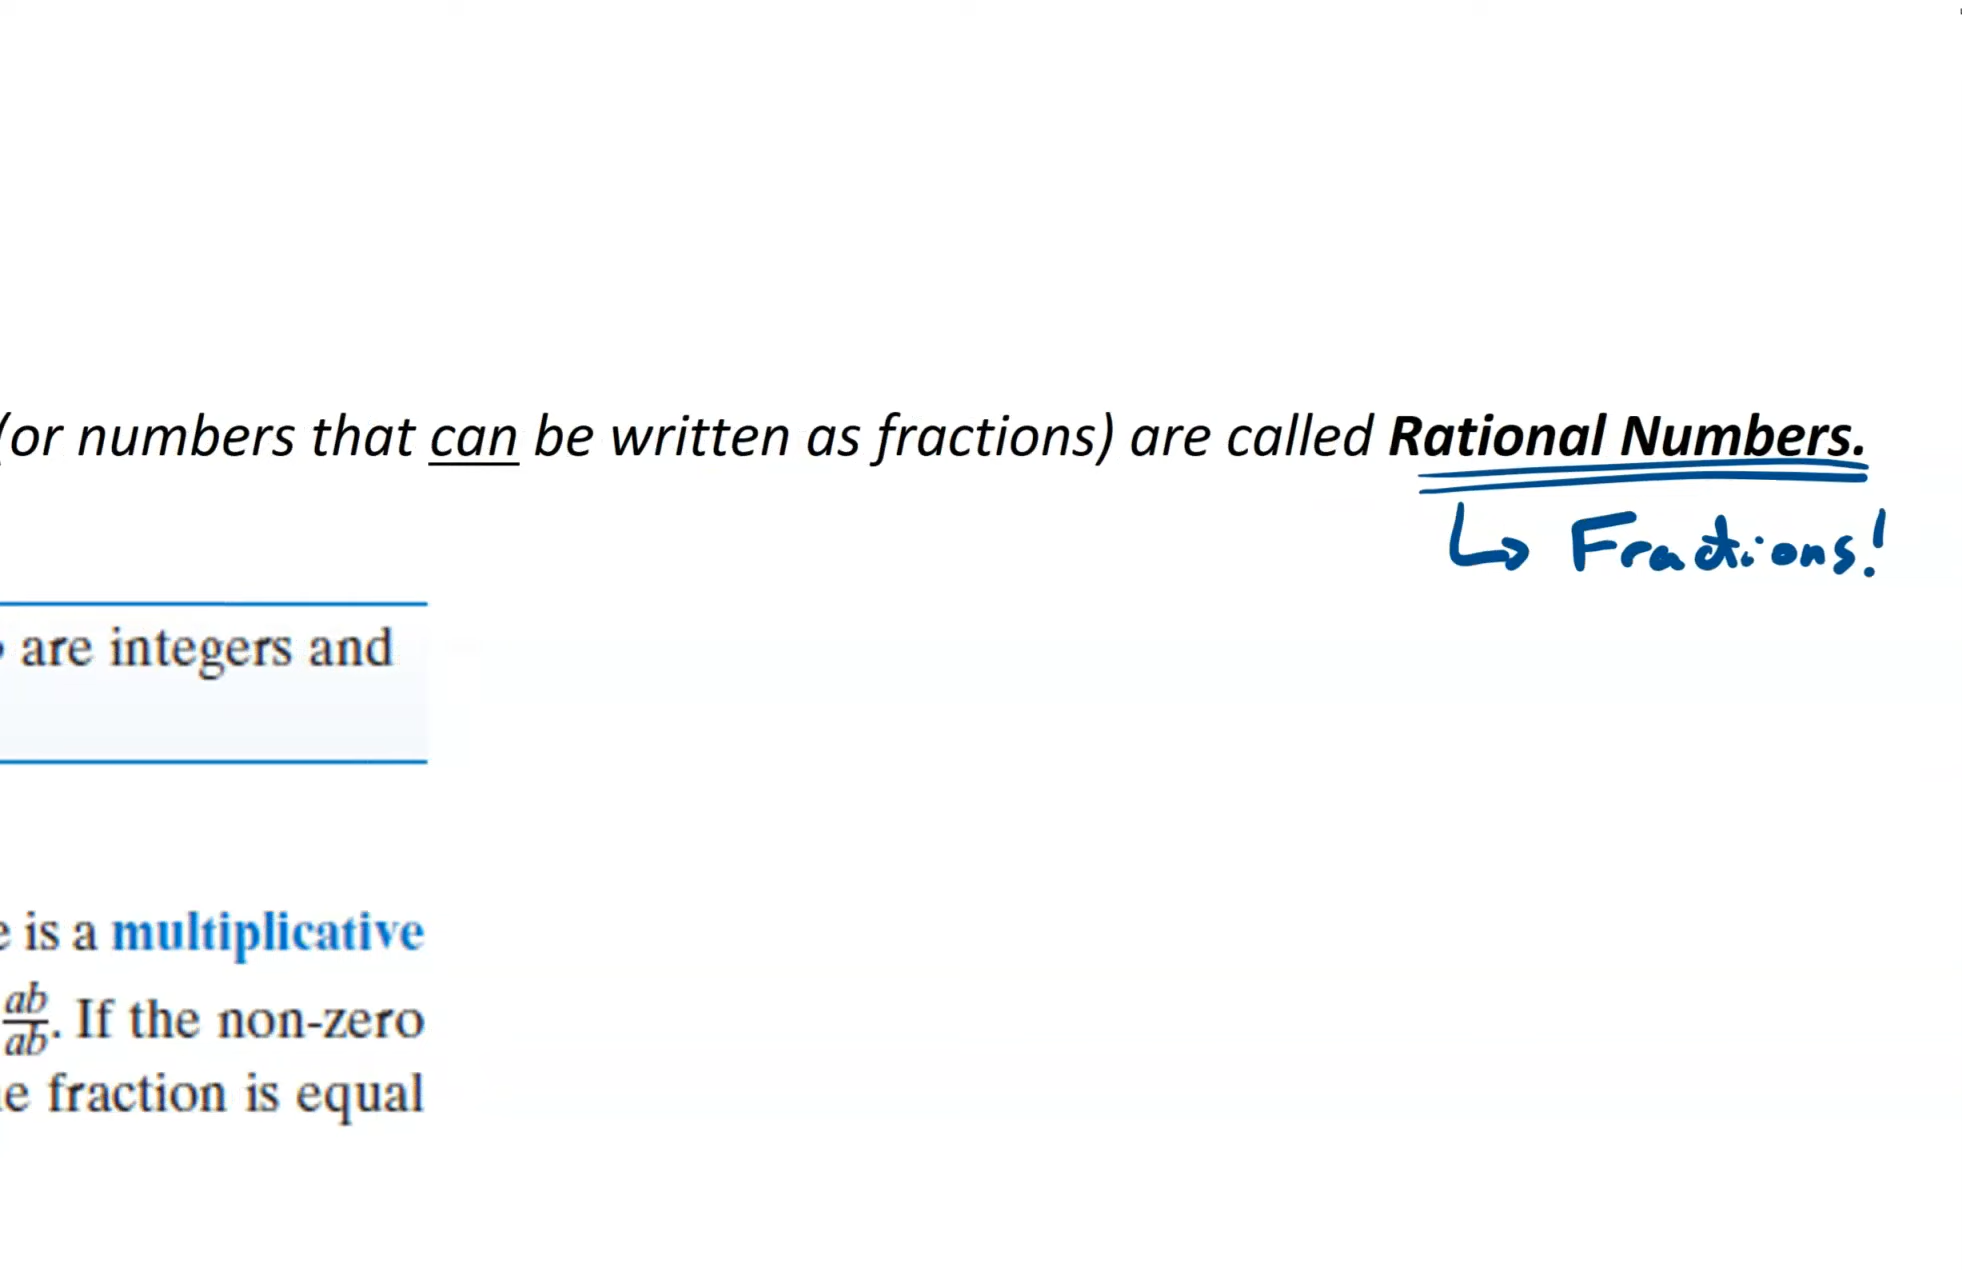 (or numbers that can be written as fractions) are called Rational Numbers.
↳ Fractions!
are integers and
e is a multiplicative
ab/ab. If the non-zero
e fraction is equal